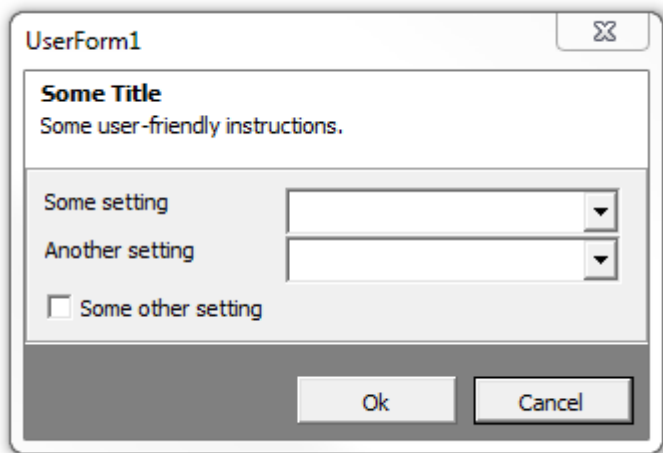 UserForm1
Some Title
Some user-friendly instructions.
Some setting
Another setting
Some other setting
Ok Cancel